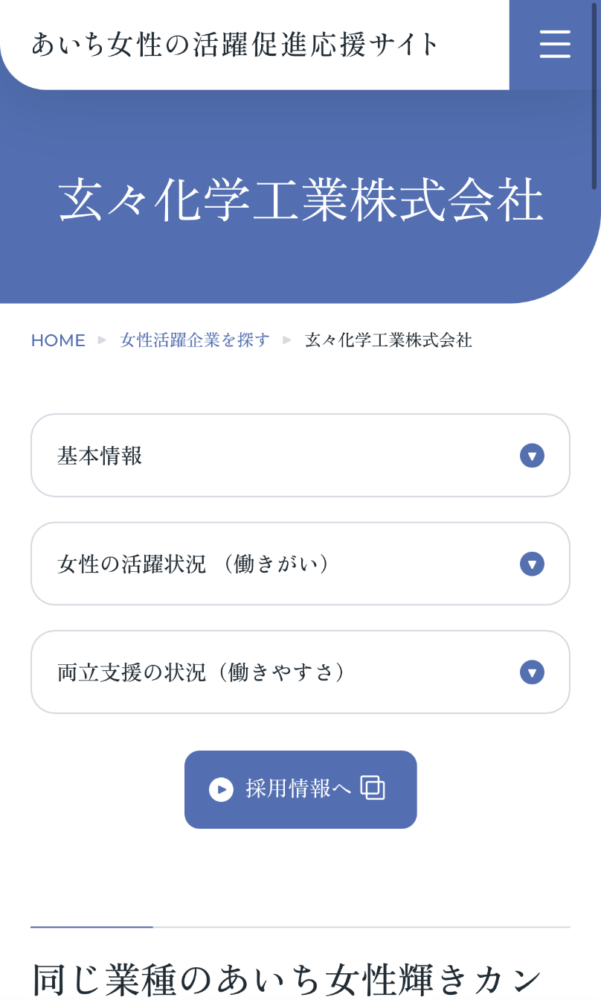 あいち女性の活躍促進応援サイト
玄々化学工業株式会社
HOME ▶ 女性活躍企業を探す ▶ 玄々化学工業株式会社
基本情報
女性の活躍状況 （働きがい）
両立支援の状況（働きやすさ）
採用情報へ
同じ業種のあいち女性輝きカン